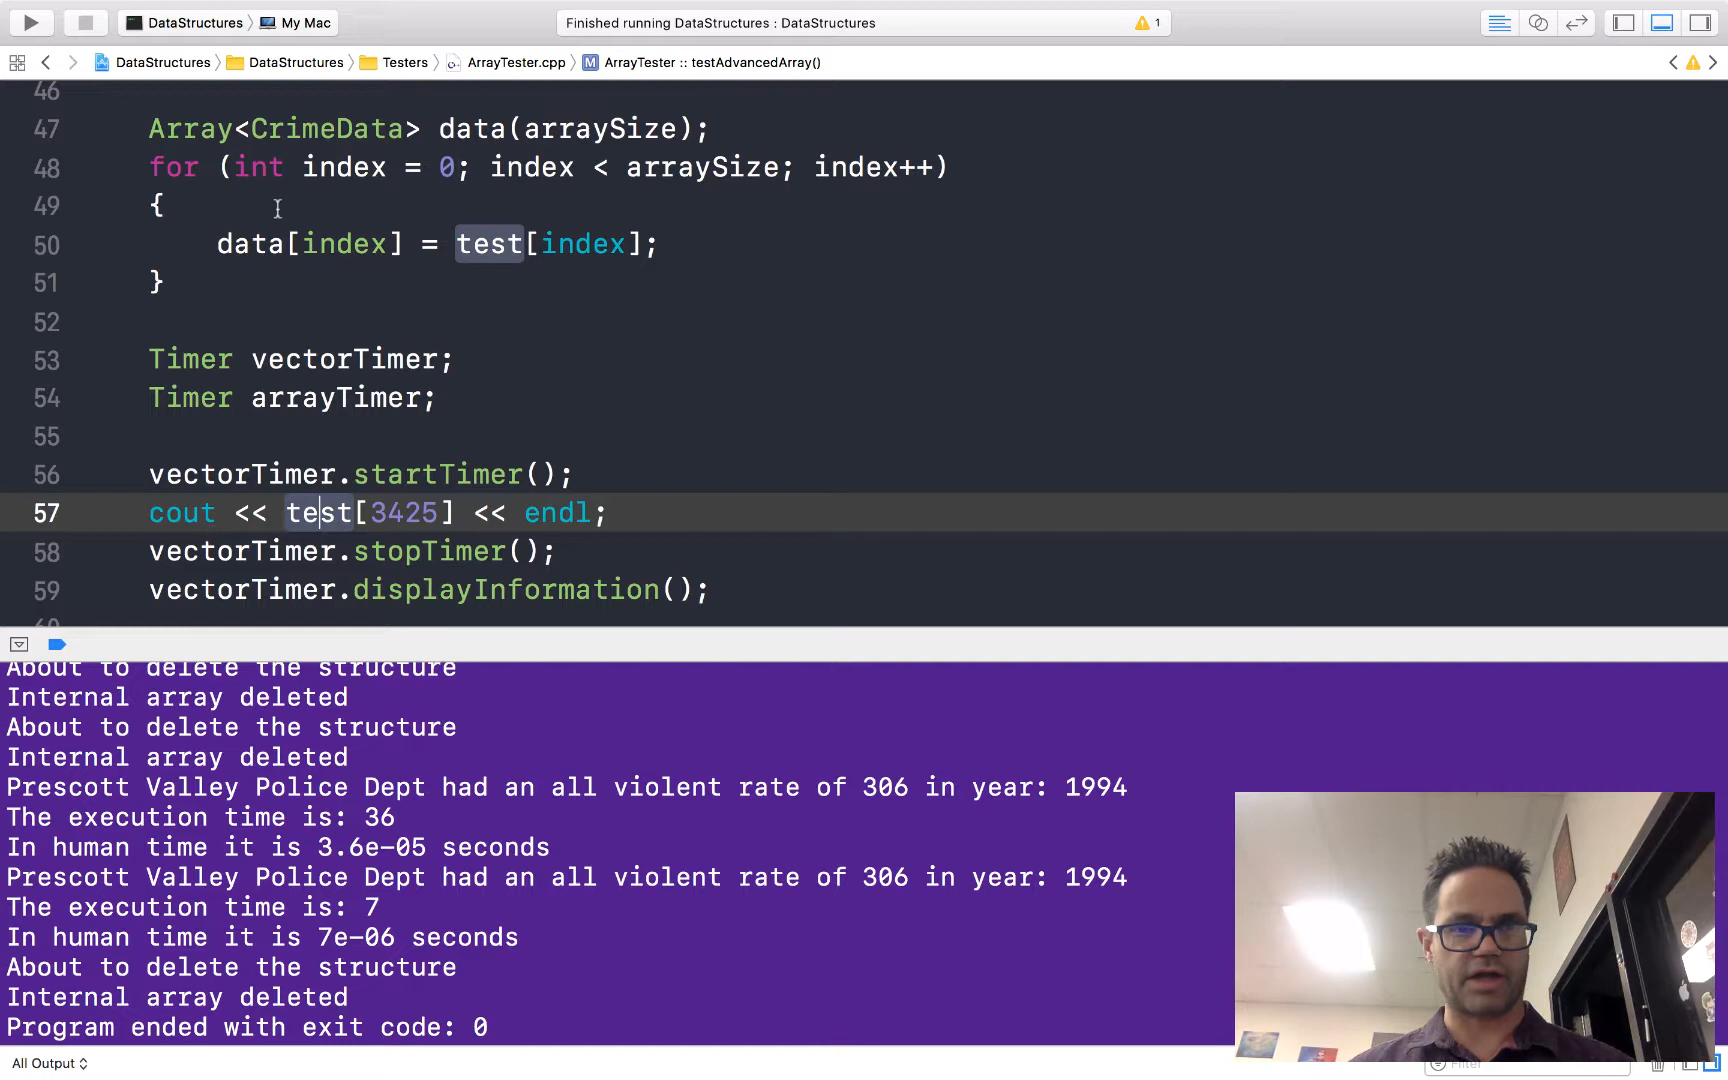 DataStructures My Mac Finished running DataStructures : DataStructures 1
DataStructures DataStructures Testers ArrayTester.cpp M ArrayTester :: testAdvancedArray()
46
47 Array<CrimeData> data(arraySize);
48 for (int index = 0; index < arraySize; index++)
49 {
50 data[index] = test[index];
51 }
52
53 Timer vectorTimer;
54 Timer arrayTimer;
55
56 vectorTimer.startTimer();
57 cout << test[3425] << endl;
58 vectorTimer.stopTimer();
59 vectorTimer.displayInformation();
60
About to delete the structure
Internal array deleted
About to delete the structure
Internal array deleted
Prescott Valley Police Dept had an all violent rate of 306 in year: 1994
The execution time is: 36
In human time it is 3.6e-05 seconds
Prescott Valley Police Dept had an all violent rate of 306 in year: 1994
The execution time is: 7
In human time it is 7e-06 seconds
About to delete the structure
Internal array deleted
Program ended with exit code: 0
All Output Filter